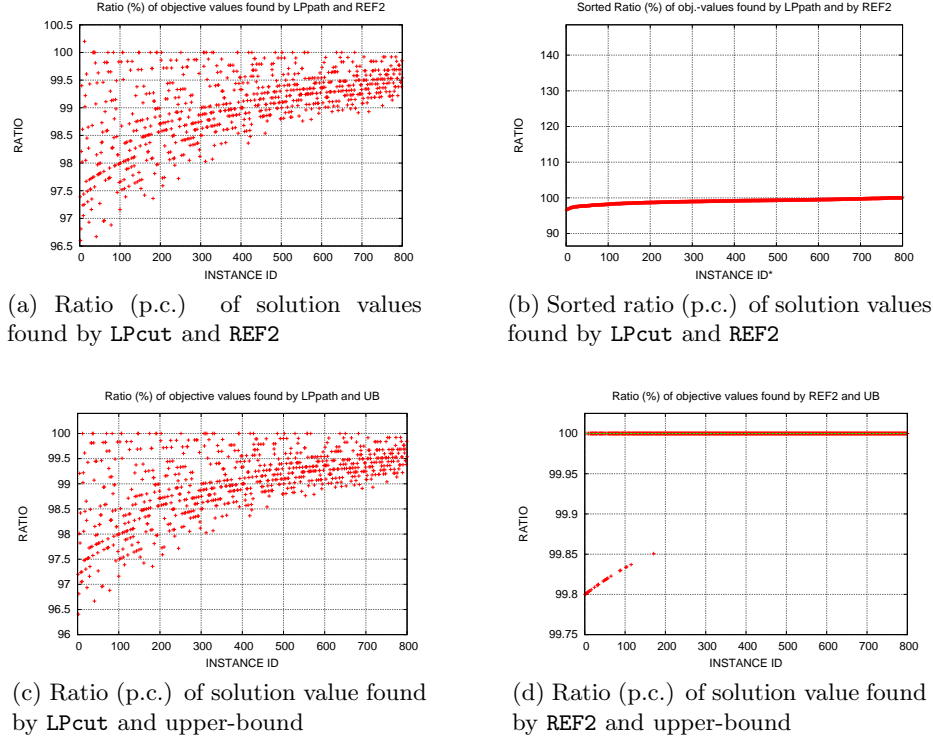 Ratio (%) of objective values found by LPpath and REF2
100.5
100
99.5
99
98.5
98
97.5
97
96.5
RATIO
0 100 200 300 400 500 600 700 800
INSTANCE ID
(a) Ratio (p.c.) of solution values
found by LPcut and REF2
Sorted Ratio (%) of obj.-values found by LPpath and by REF2
140
130
120
110
100
90
RATIO
0 100 200 300 400 500 600 700 800
INSTANCE ID*
(b) Sorted ratio (p.c.) of solution values
found by LPcut and REF2
Ratio (%) of objective values found by LPpath and UB
100
99.5
99
98.5
98
97.5
97
96.5
96
RATIO
0 100 200 300 400 500 600 700 800
INSTANCE ID
(c) Ratio (p.c.) of solution value found
by LPcut and upper-bound
Ratio (%) of objective values found by REF2 and UB
100
99.95
99.9
99.85
99.8
99.75
RATIO
0 100 200 300 400 500 600 700 800
INSTANCE ID
(d) Ratio (p.c.) of solution value found
by REF2 and upper-bound